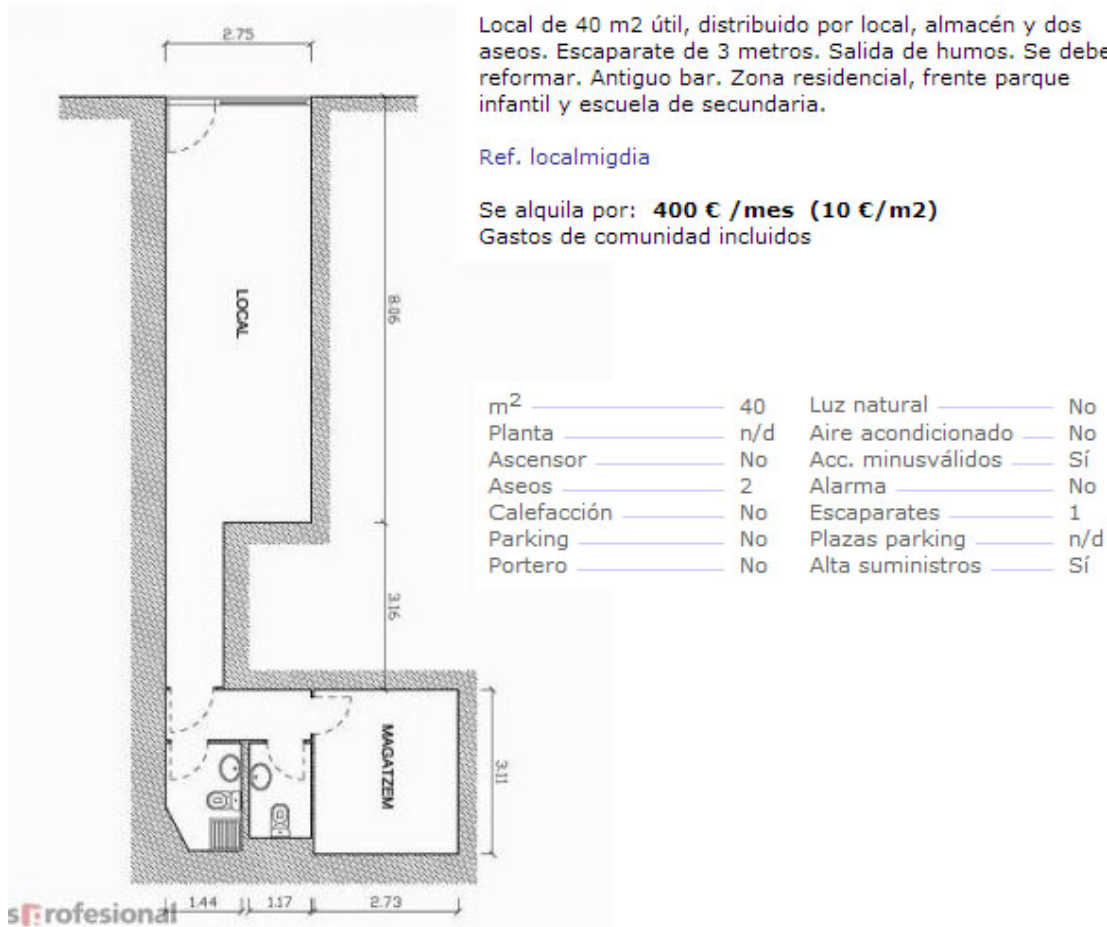 2.75
Local de 40 m2 útil, distribuido por local, almacén y dos
aseos. Escaparate de 3 metros. Salida de humos. Se debe
reformar. Antiguo bar. Zona residencial, frente parque
infantil y escuela de secundaria.
Ref. localmigdia
Se alquila por: 400 € /mes (10 €/m2)
Gastos de comunidad incluidos
LOCAL
8.06
m2 40 Luz natural No
Planta n/d Aire acondicionado No
Ascensor No Acc. minusválidos Sí
Aseos 2 Alarma No
Calefacción No Escaparates 1
Parking No Plazas parking n/d
Portero No Alta suministros Sí
3.16
MAGATZEM
3.11
1.44 1.17 2.73
rofesional